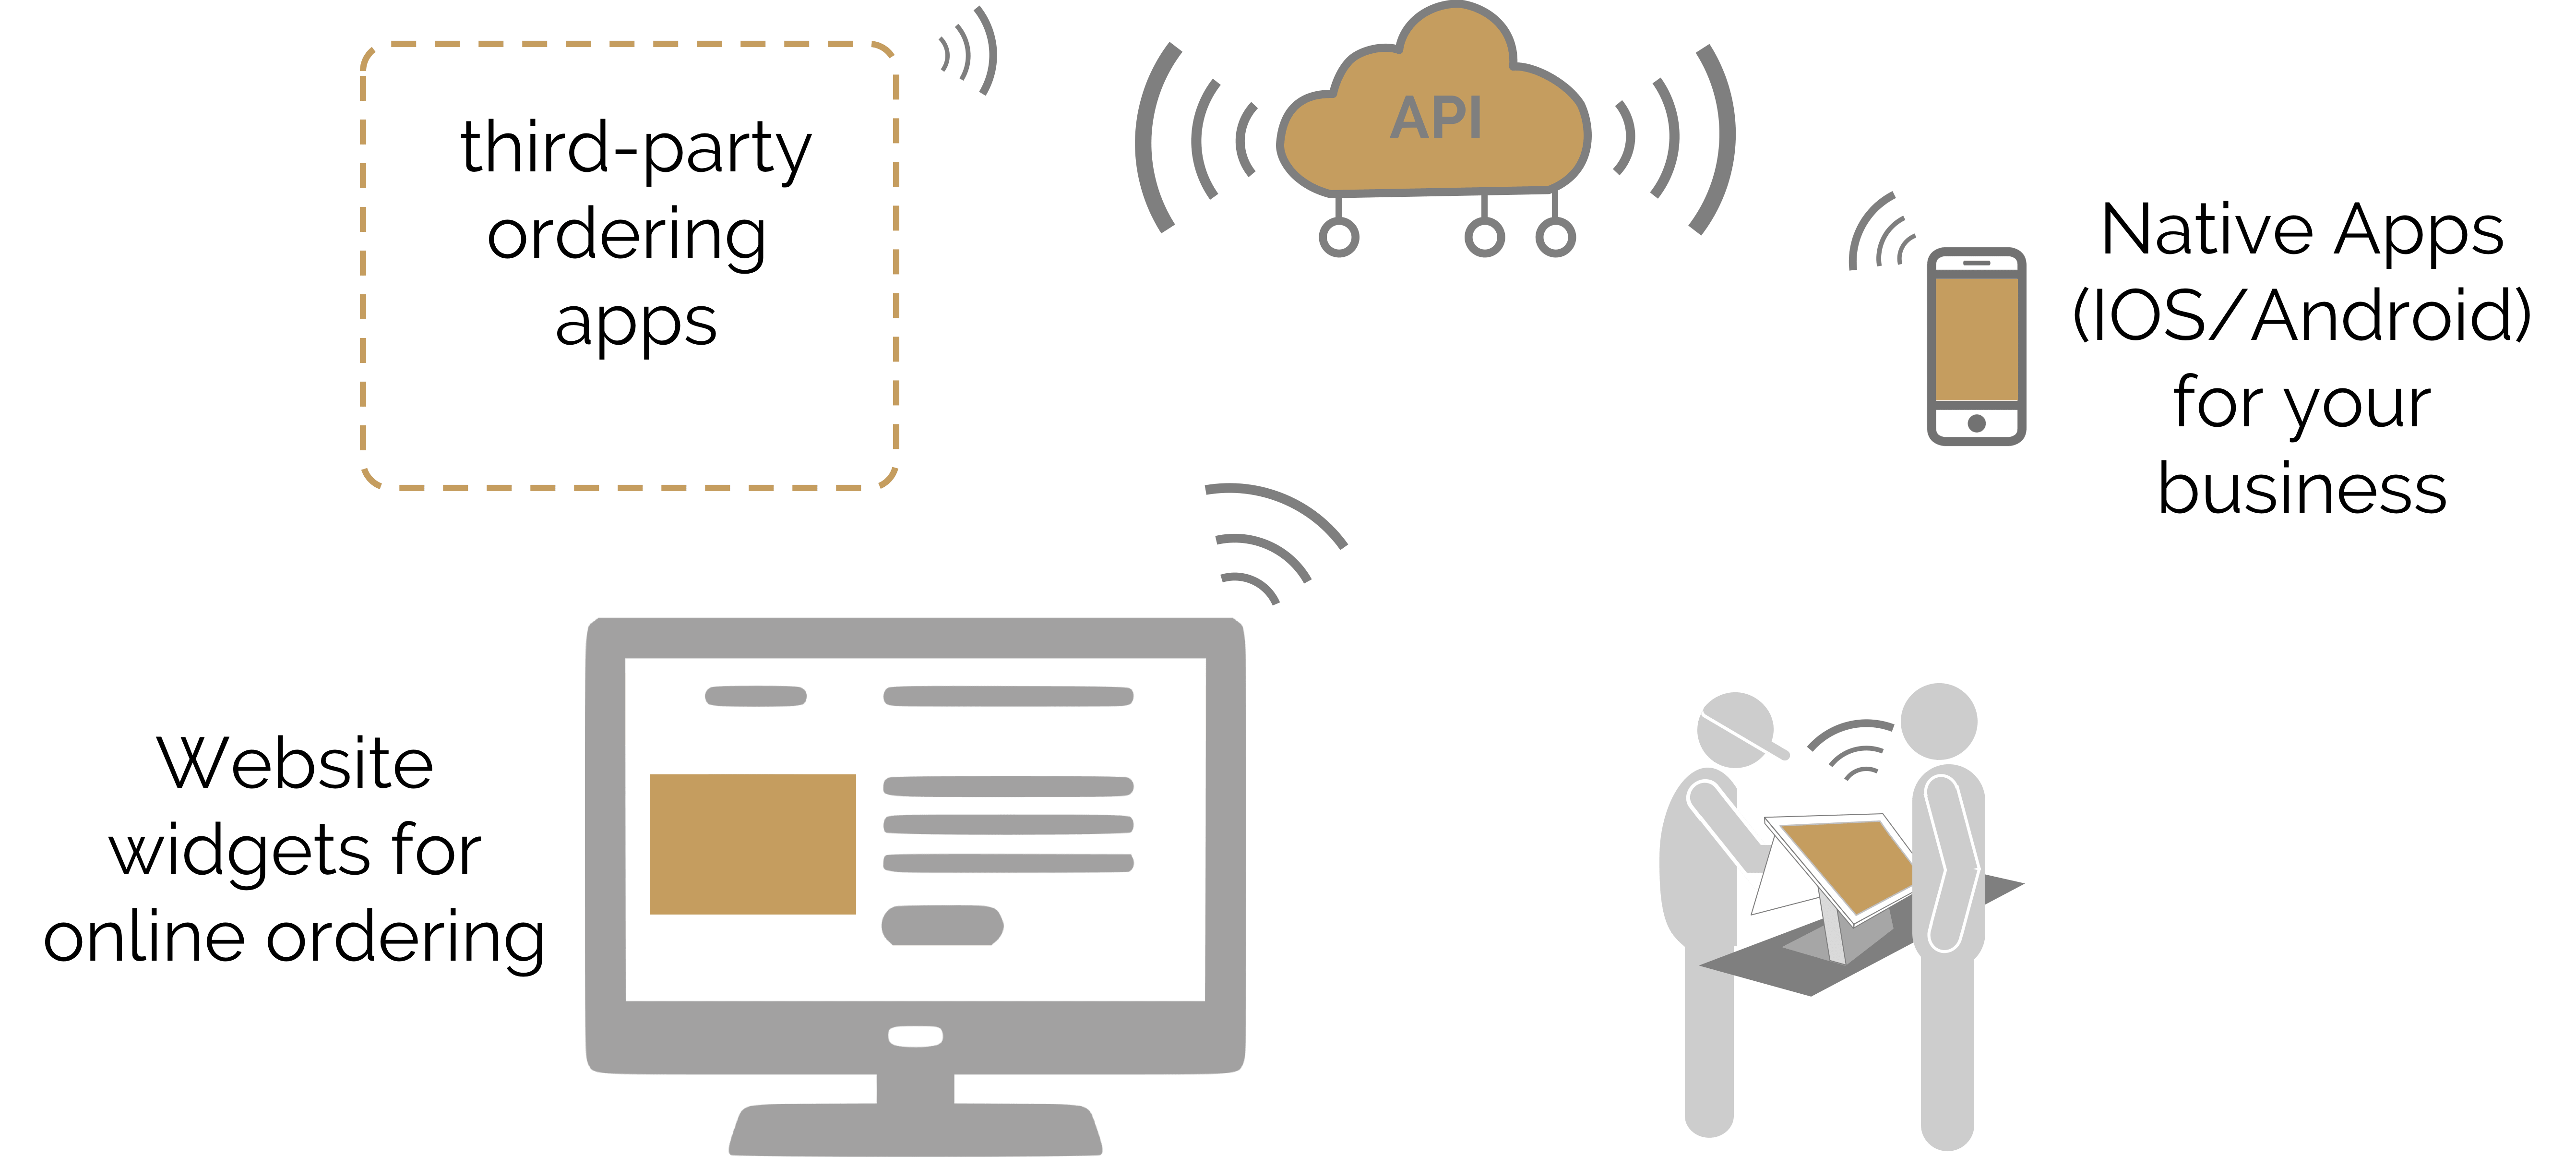 third-party
ordering
apps
API
Native Apps
(IOS/Android)
for your
business
Website
widgets for
online ordering